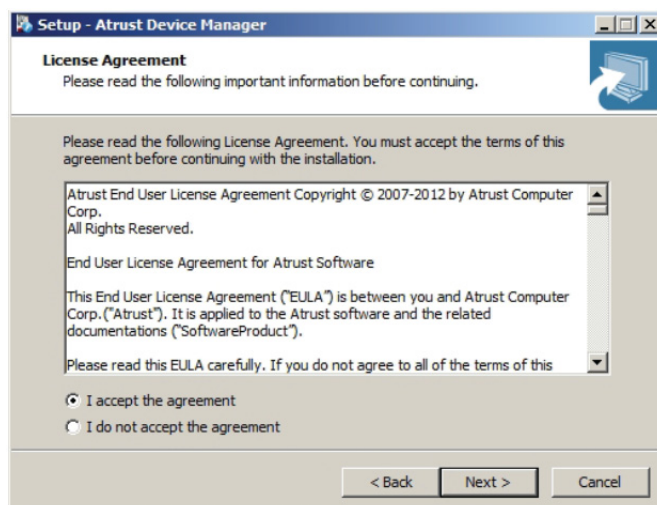 Setup - Atrust Device Manager
License Agreement
Please read the following important information before continuing.
Please read the following License Agreement. You must accept the terms of this
agreement before continuing with the installation.
Atrust End User License Agreement Copyright © 2007-2012 by Atrust Computer
Corp.
All Rights Reserved.
End User License Agreement for Atrust Software
This End User License Agreement ("EULA") is between you and Atrust Computer
Corp.("Atrust"). It is applied to the Atrust software and the related
documentations ("SoftwareProduct").
Please read this EULA carefully. If you do not agree to all of the terms of this
I accept the agreement
I do not accept the agreement
< Back Next > Cancel